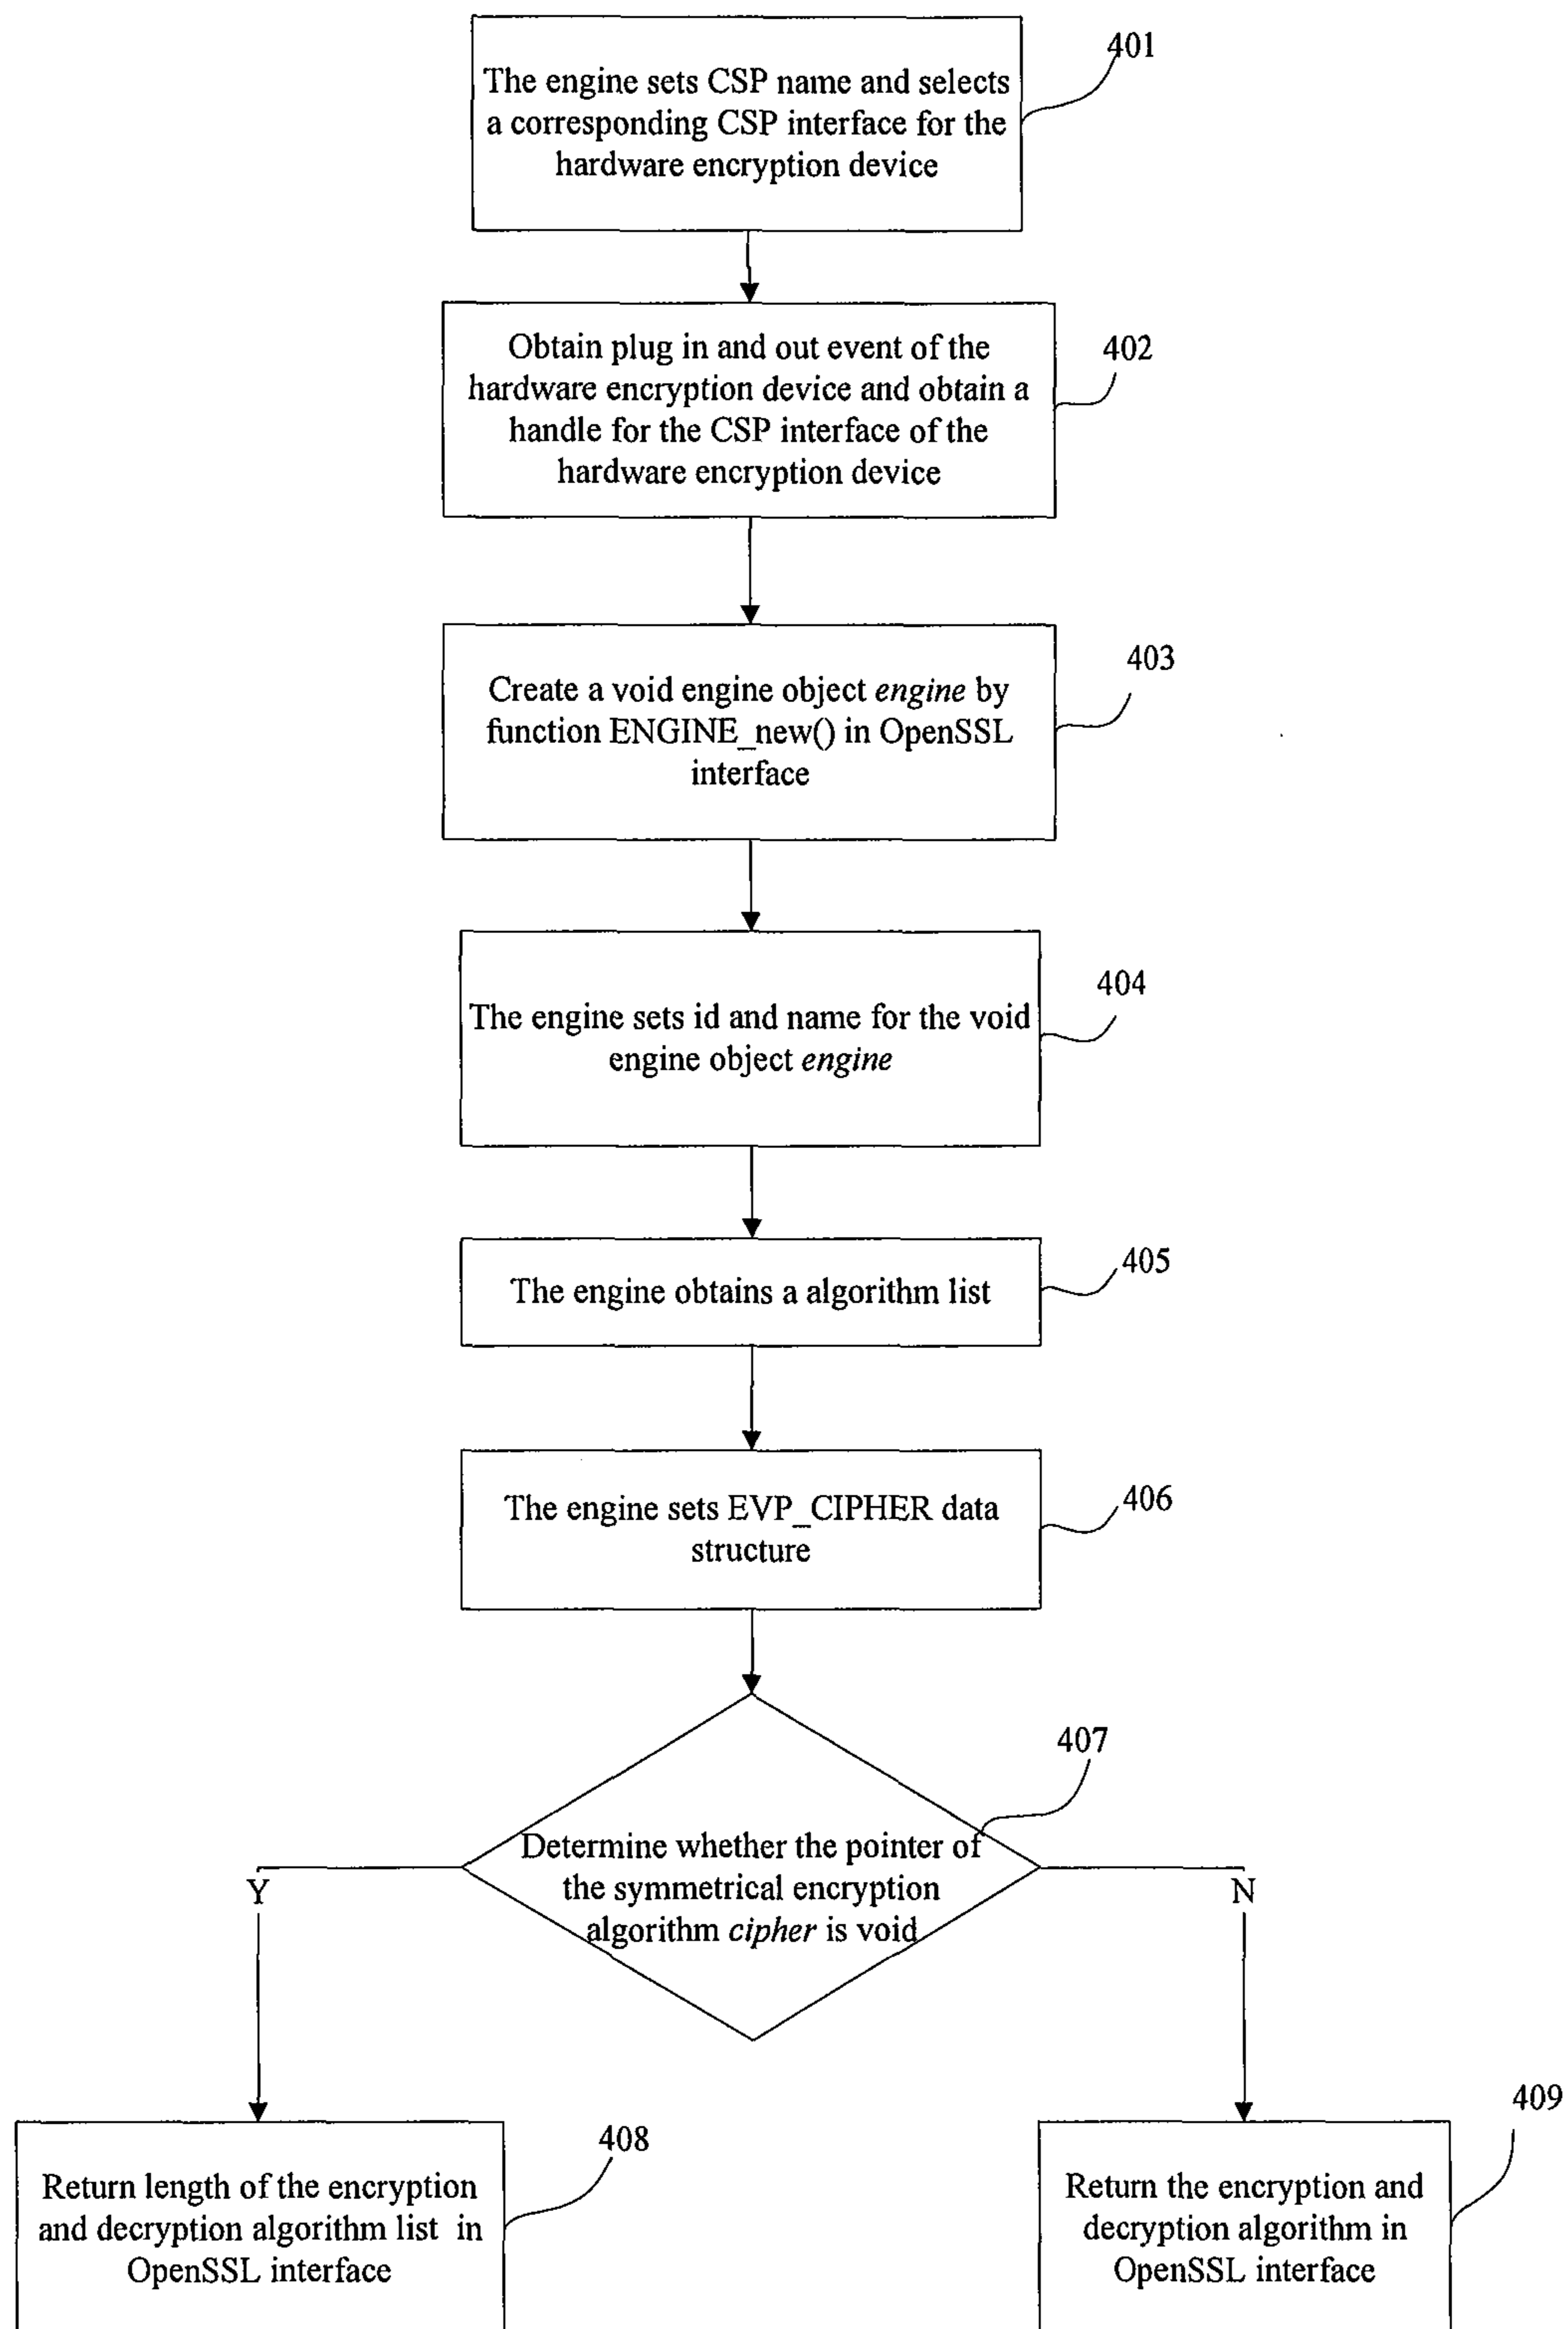 401
The engine sets CSP name and selects
a corresponding CSP interface for the
hardware encryption device
402
Obtain plug in and out event of the
hardware encryption device and obtain a
handle for the CSP interface of the
hardware encryption device
403
Create a void engine object engine by
function ENGINE_new() in OpenSSL
interface
404
The engine sets id and name for the void
engine object engine
405
The engine obtains a algorithm list
406
The engine sets EVP_CIPHER data
structure
407
Determine whether the pointer of
the symmetrical encryption
algorithm cipher is void
Y
N
408
Return length of the encryption
and decryption algorithm list in
OpenSSL interface
409
Return the encryption and
decryption algorithm in
OpenSSL interface